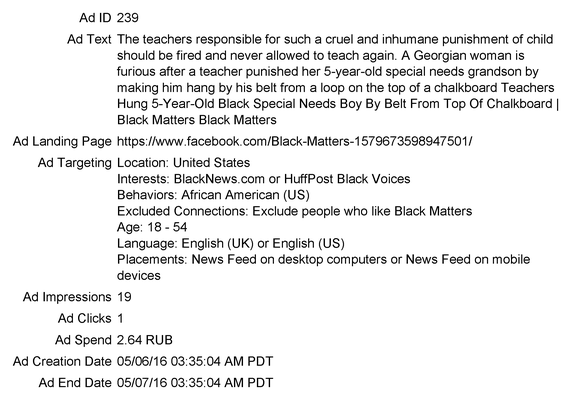 Ad ID 239
Ad Text The teachers responsible for such a cruel and inhumane punishment of child
should be fired and never allowed to teach again. A Georgian woman is
furious after a teacher punished her 5-year-old special needs grandson by
making him hang by his belt from a loop on the top of a chalkboard Teachers
Hung 5-Year-Old Black Special Needs Boy By Belt From Top Of Chalkboard |
Black Matters Black Matters
Ad Landing Page https://www.facebook.com/Black-Matters-1579673598947501/
Ad Targeting Location: United States
Interests: BlackNews.com or HuffPost Black Voices
Behaviors: African American (US)
Excluded Connections: Exclude people who like Black Matters
Age: 18 - 54
Language: English (UK) or English (US)
Placements: News Feed on desktop computers or News Feed on mobile
devices
Ad Impressions 19
Ad Clicks 1
Ad Spend 2.64 RUB
Ad Creation Date 05/06/16 03:35:04 AM PDT
Ad End Date 05/07/16 03:35:04 AM PDT